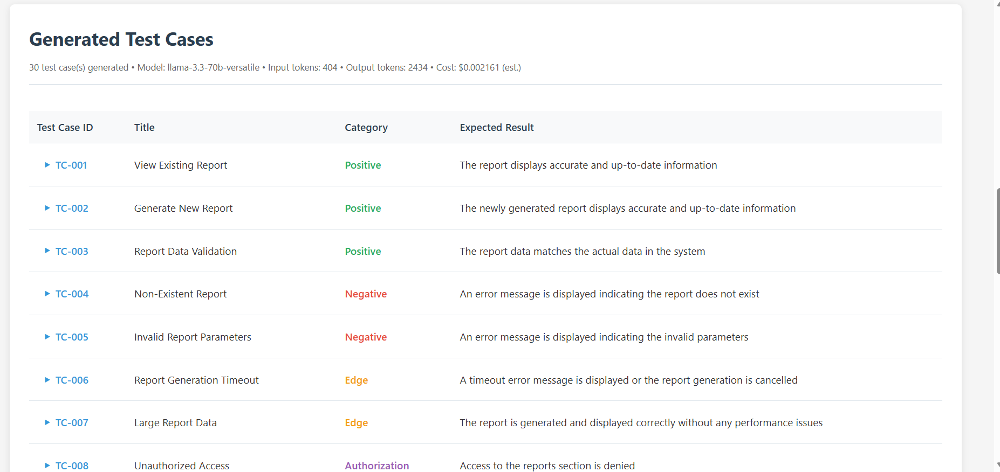 Generated Test Cases
30 test case(s) generated • Model: llama-3.3-70b-versatile • Input tokens: 404 • Output tokens: 2434 • Cost: $0.002161 (est.)
Test Case ID Title Category Expected Result
▶ TC-001 View Existing Report Positive The report displays accurate and up-to-date information
▶ TC-002 Generate New Report Positive The newly generated report displays accurate and up-to-date information
▶ TC-003 Report Data Validation Positive The report data matches the actual data in the system
▶ TC-004 Non-Existent Report Negative An error message is displayed indicating the report does not exist
▶ TC-005 Invalid Report Parameters Negative An error message is displayed indicating the invalid parameters
▶ TC-006 Report Generation Timeout Edge A timeout error message is displayed or the report generation is cancelled
▶ TC-007 Large Report Data Edge The report is generated and displayed correctly without any performance issues
▶ TC-008 Unauthorized Access Authorization Access to the reports section is denied